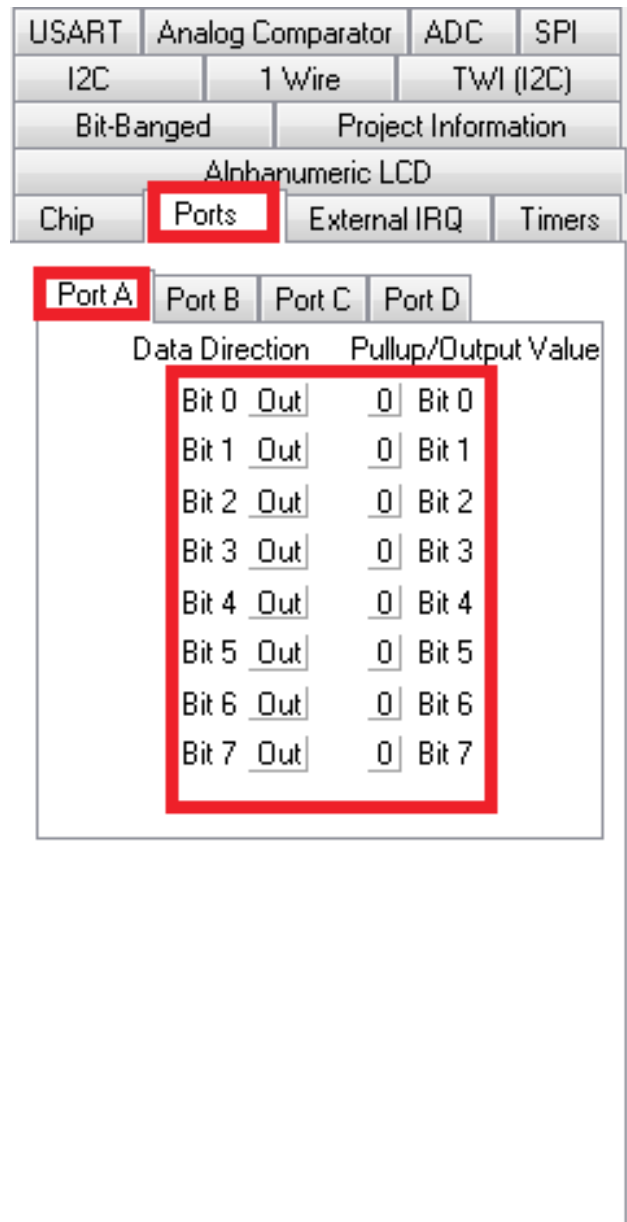 USART Analog Comparator ADC SPI
I2C 1 Wire TWI (I2C)
Bit-Banged Project Information
Alphanumeric LCD
Chip Ports External IRQ Timers
Port A Port B Port C Port D
Data Direction Pullup/Output Value
Bit 0 Out 0 Bit 0
Bit 1 Out 0 Bit 1
Bit 2 Out 0 Bit 2
Bit 3 Out 0 Bit 3
Bit 4 Out 0 Bit 4
Bit 5 Out 0 Bit 5
Bit 6 Out 0 Bit 6
Bit 7 Out 0 Bit 7